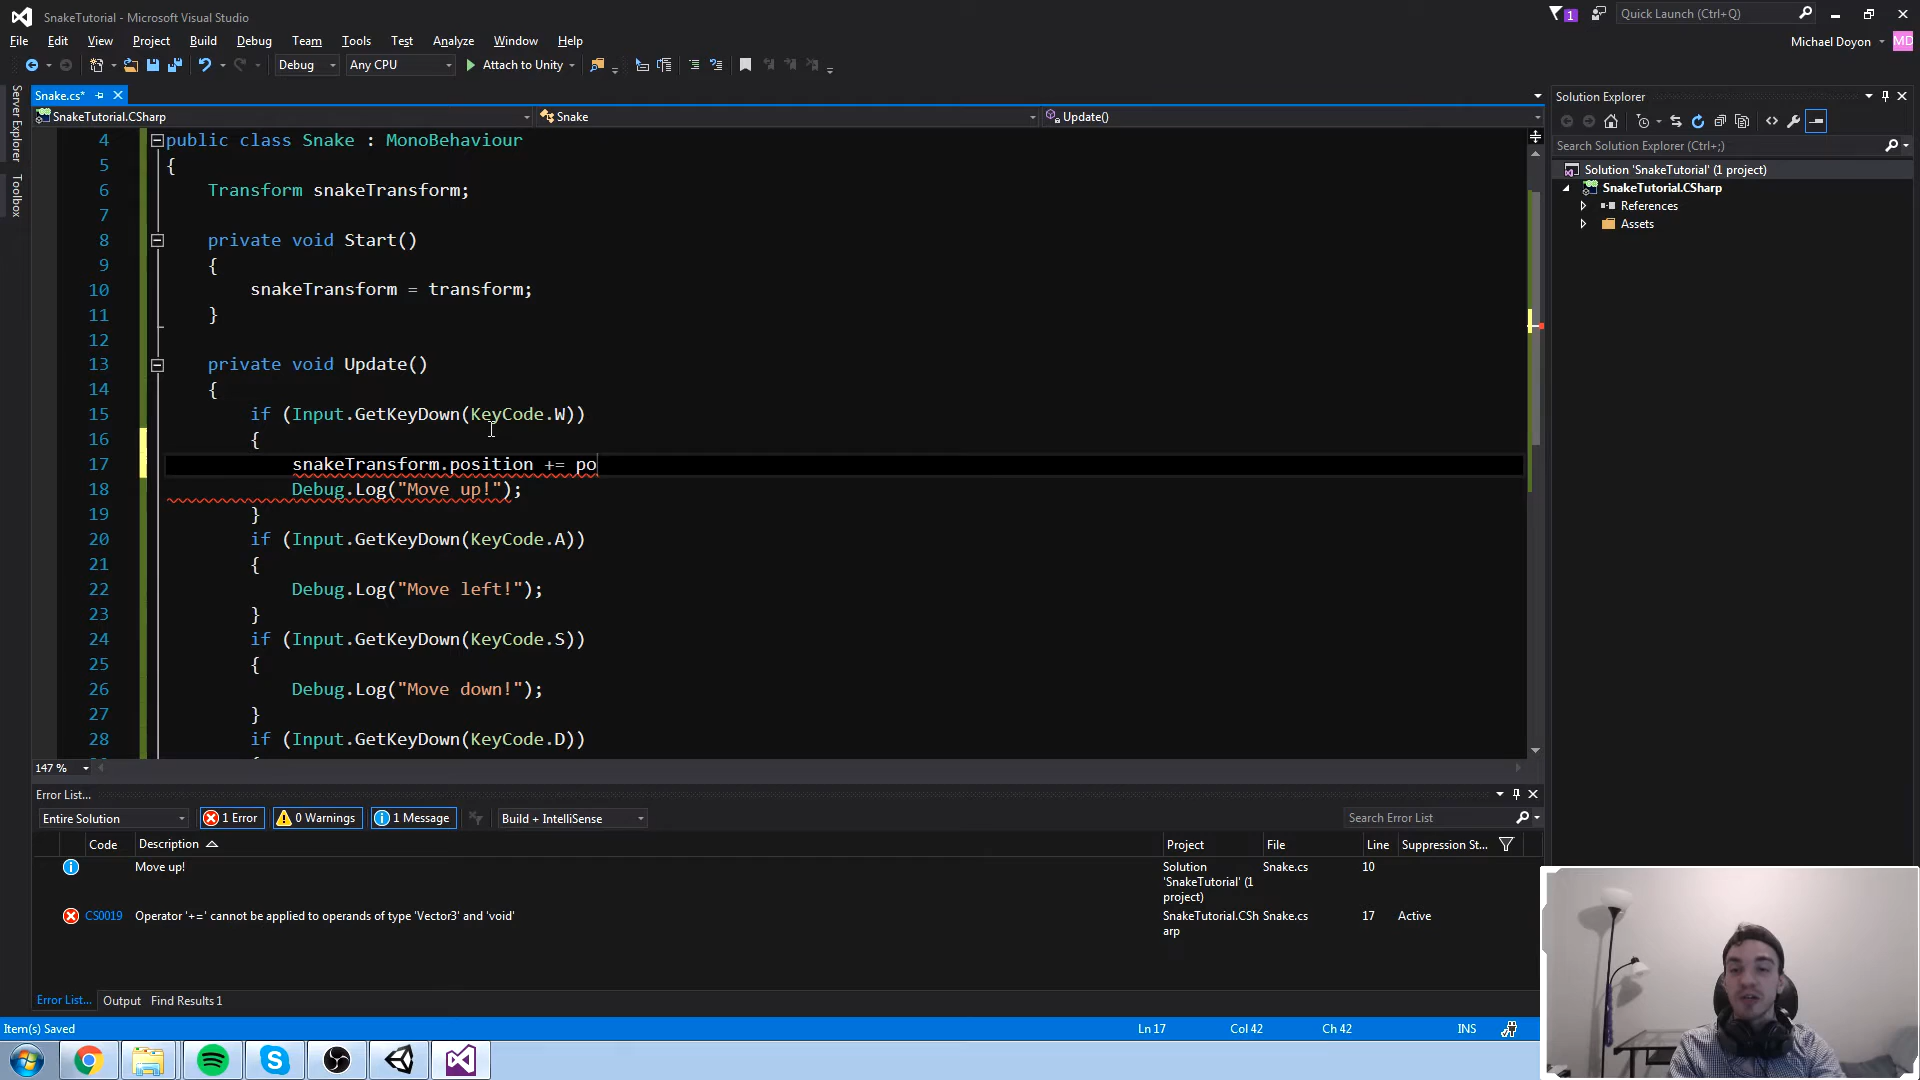 SnakeTutorial - Microsoft Visual Studio
1
Quick Launch (Ctrl+Q)
File Edit View Project Build Debug Team Tools Test Analyze Window Help
Michael Doyon MD
Debug Any CPU Attach to Unity
Server Explorer
Toolbox
Snake.cs*
SnakeTutorial.CSharp Snake Update()
4 public class Snake : MonoBehaviour
5 {
6 Transform snakeTransform;
7
8 private void Start()
9 {
10 snakeTransform = transform;
11 }
12
13 private void Update()
14 {
15 if (Input.GetKeyDown(KeyCode.W))
16 {
17 snakeTransform.position += po
18 Debug.Log("Move up!");
19 }
20 if (Input.GetKeyDown(KeyCode.A))
21 {
22 Debug.Log("Move left!");
23 }
24 if (Input.GetKeyDown(KeyCode.S))
25 {
26 Debug.Log("Move down!");
27 }
28 if (Input.GetKeyDown(KeyCode.D))
147 %
Solution Explorer
Search Solution Explorer (Ctrl+;)
Solution 'SnakeTutorial' (1 project)
SnakeTutorial.CSharp
References
Assets
Error List...
Entire Solution 1 Error 0 Warnings 1 Message Build + IntelliSense Search Error List
Code Description Project File Line Suppression St...
Move up! Solution 'SnakeTutorial' (1 project) Snake.cs 10
CS0019 Operator '+=' cannot be applied to operands of type 'Vector3' and 'void' SnakeTutorial.CSharp Snake.cs 17 Active
Error List... Output Find Results 1
Item(s) Saved Ln 17 Col 42 Ch 42 INS